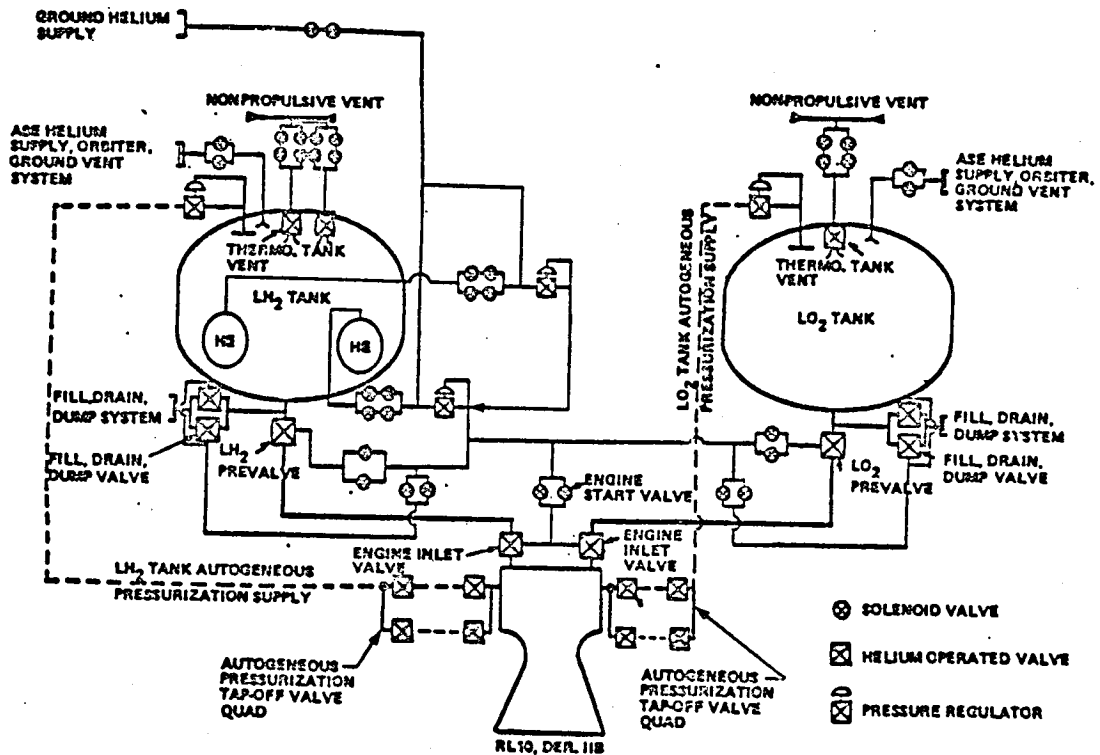 GROUND HELIUM
SUPPLY
NONPROPULSIVE VENT
NONPROPULSIVE VENT
ASE HELIUM
SUPPLY, ORBITER,
GROUND VENT
SYSTEM
ASE HELIUM
SUPPLY, ORBITER,
GROUND VENT
SYSTEM
THERMO. TANK
VENT
THERMO. TANK
VENT
LH2 TANK
LO2 TANK
HE
HE
LO2 TANK AUTOGENEOUS
PRESSURIZATION SUPPLY
FILL, DRAIN,
DUMP SYSTEM
FILL, DRAIN,
DUMP VALVE
LH2
PREVALVE
FILL, DRAIN,
DUMP SYSTEM
FILL, DRAIN,
DUMP VALVE
LO2
PREVALVE
ENGINE
START VALVE
ENGINE INLET
VALVE
ENGINE
INLET
VALVE
LH2 TANK AUTOGENEOUS
PRESSURIZATION SUPPLY
AUTOGENEOUS
PRESSURIZATION
TAP-OFF VALVE
QUAD
AUTOGENEOUS
PRESSURIZATION
TAP-OFF VALVE
QUAD
SOLENOID VALVE
HELIUM OPERATED VALVE
PRESSURE REGULATOR
RL10, DER. IIB